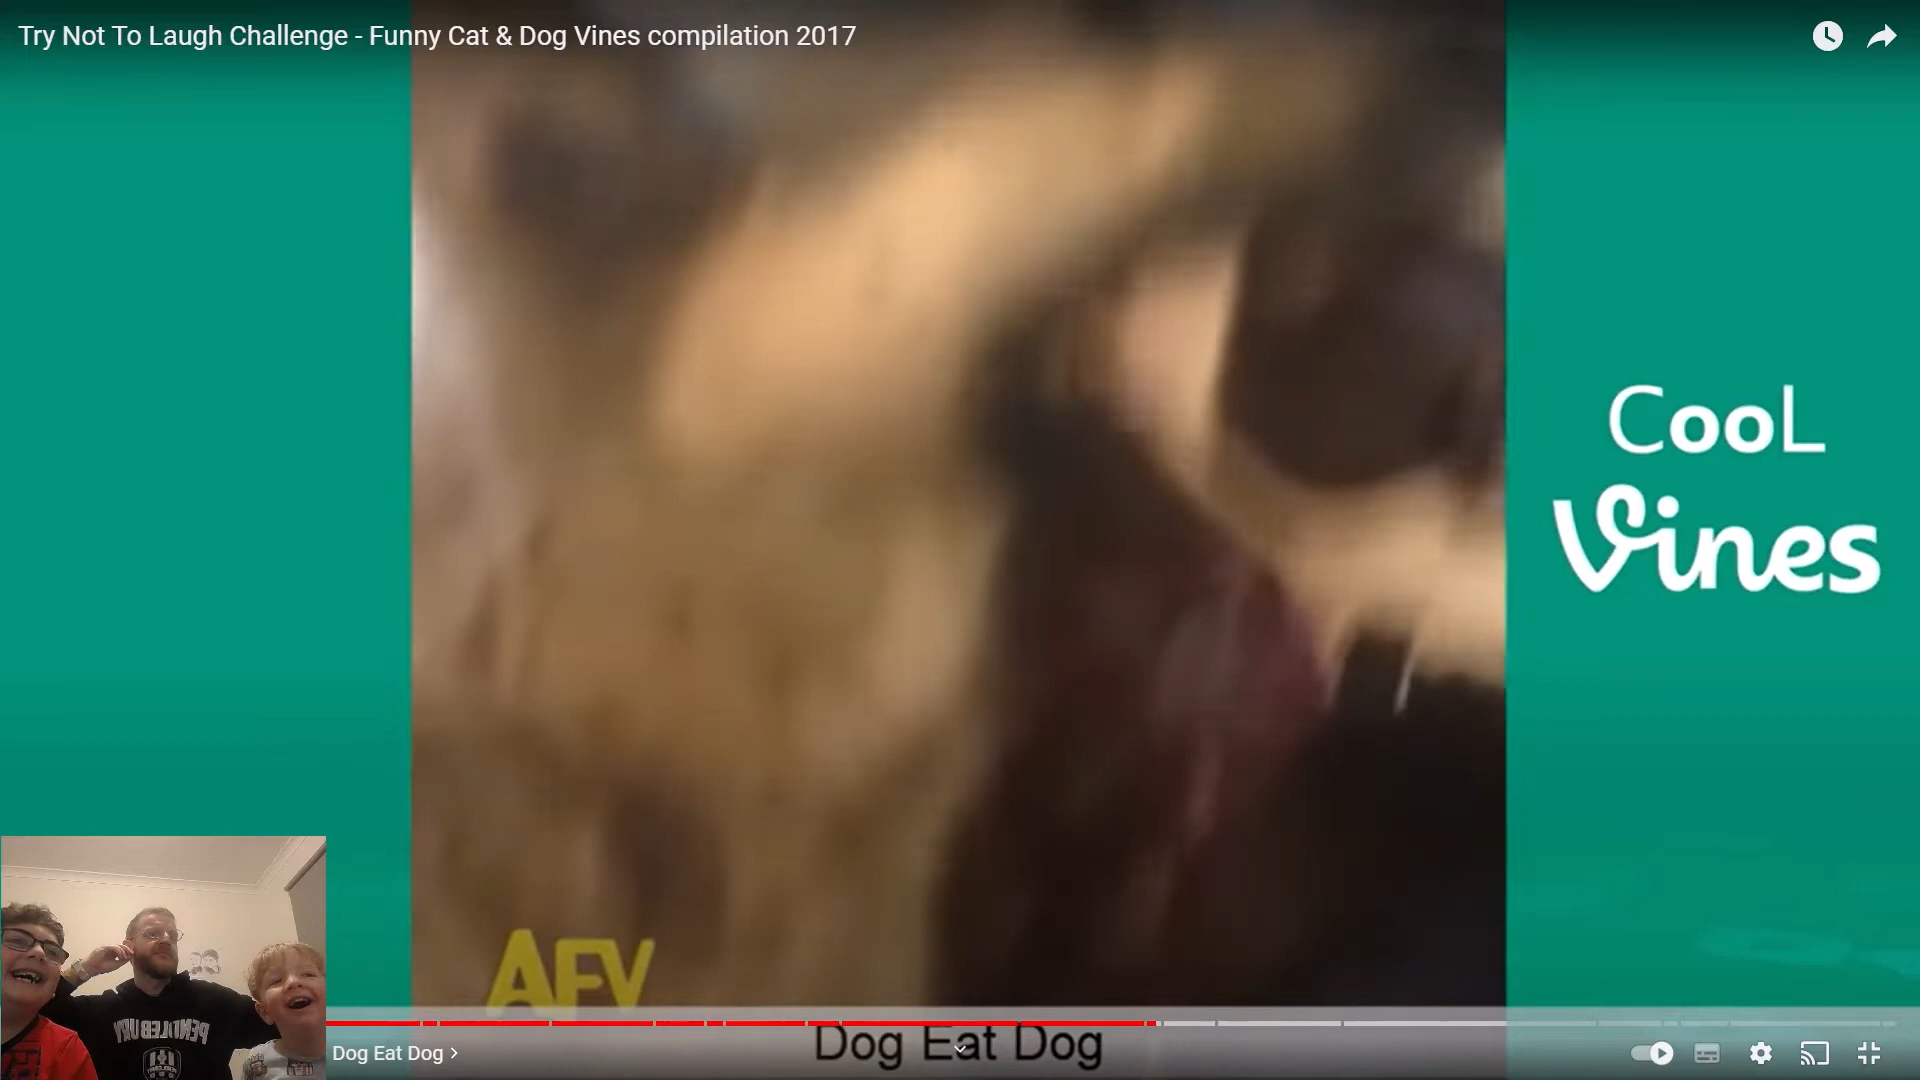 Try Not To Laugh Challenge - Funny Cat & Dog Vines compilation 2017
CooL
Vines
AFV
PENDLEBURY
Dog Eat Dog
Dog Eat Dog